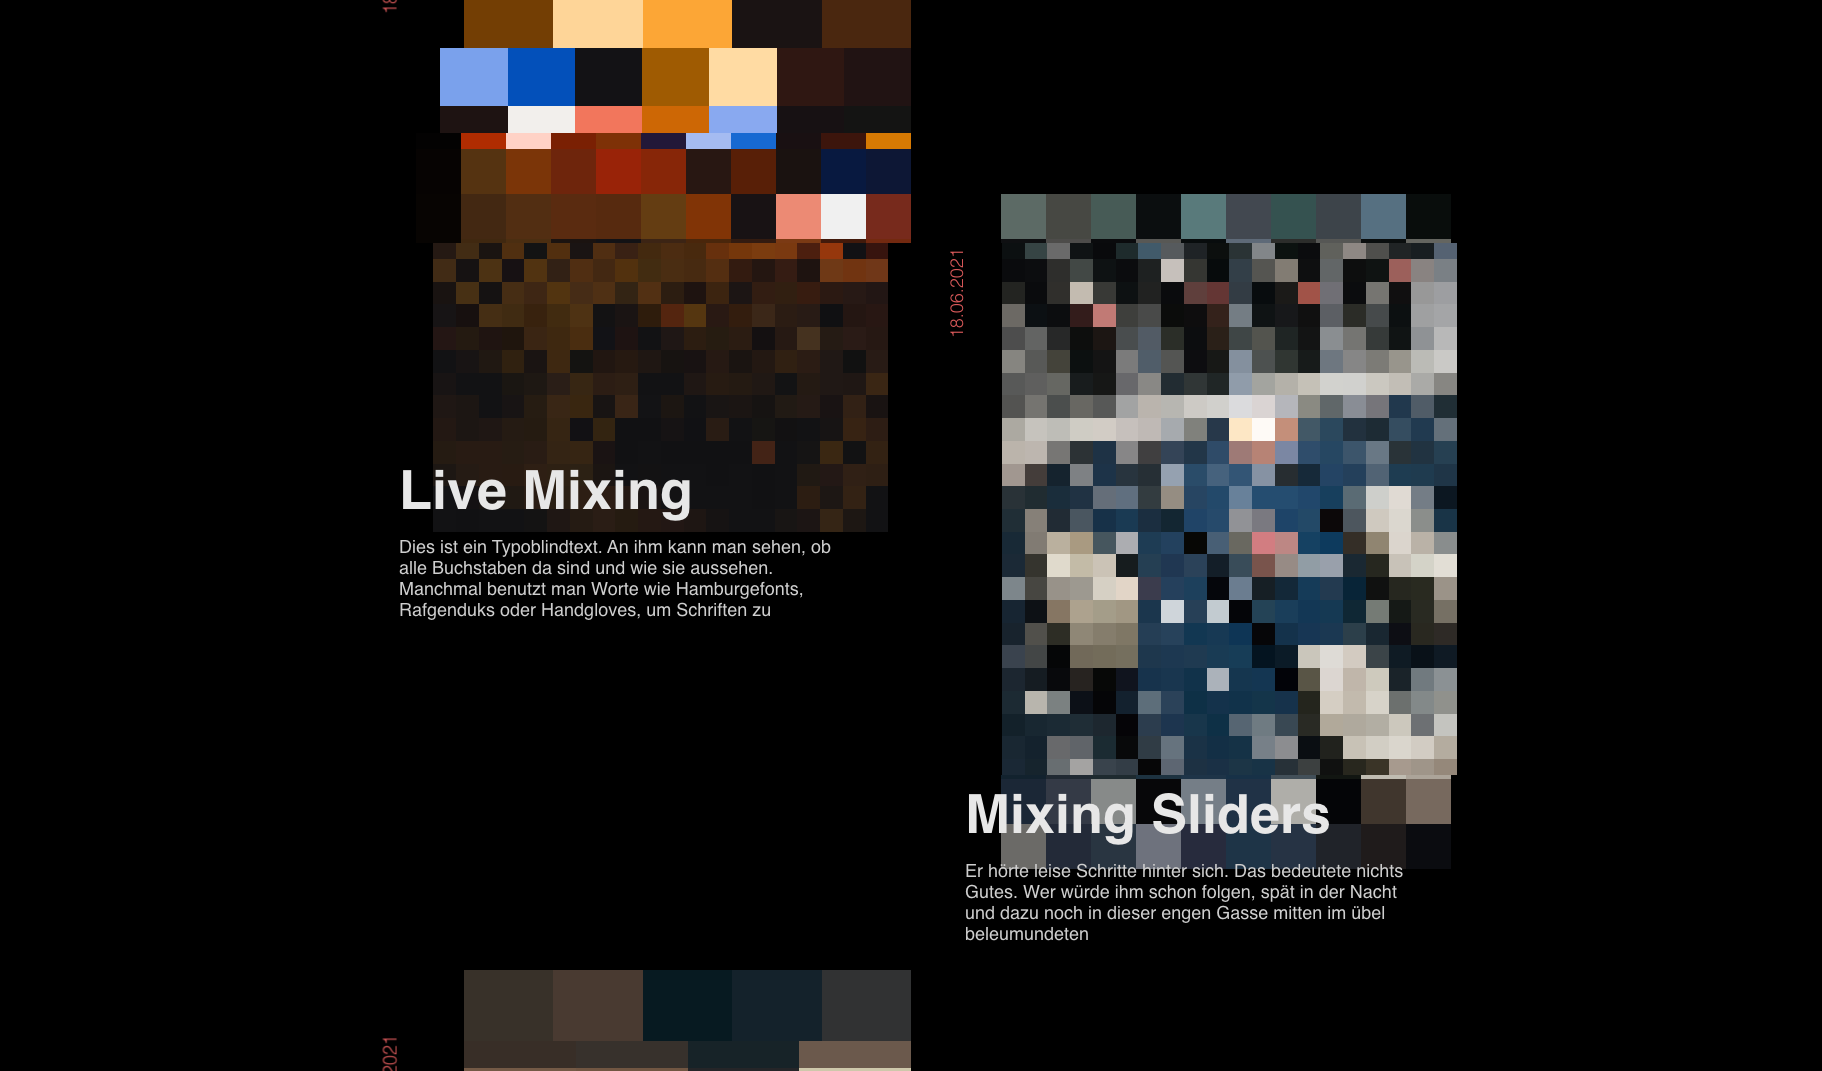 Live Mixing
Dies ist ein Typoblindtext. An ihm kann man sehen, ob
alle Buchstaben da sind und wie sie aussehen.
Manchmal benutzt man Worte wie Hamburgefonts,
Rafgenduks oder Handgloves, um Schriften zu
18.06.2021
Mixing Sliders
Er hörte leise Schritte hinter sich. Das bedeutete nichts
Gutes. Wer würde ihm schon folgen, spät in der Nacht
und dazu noch in dieser engen Gasse mitten im übel
beleumundeten
2021